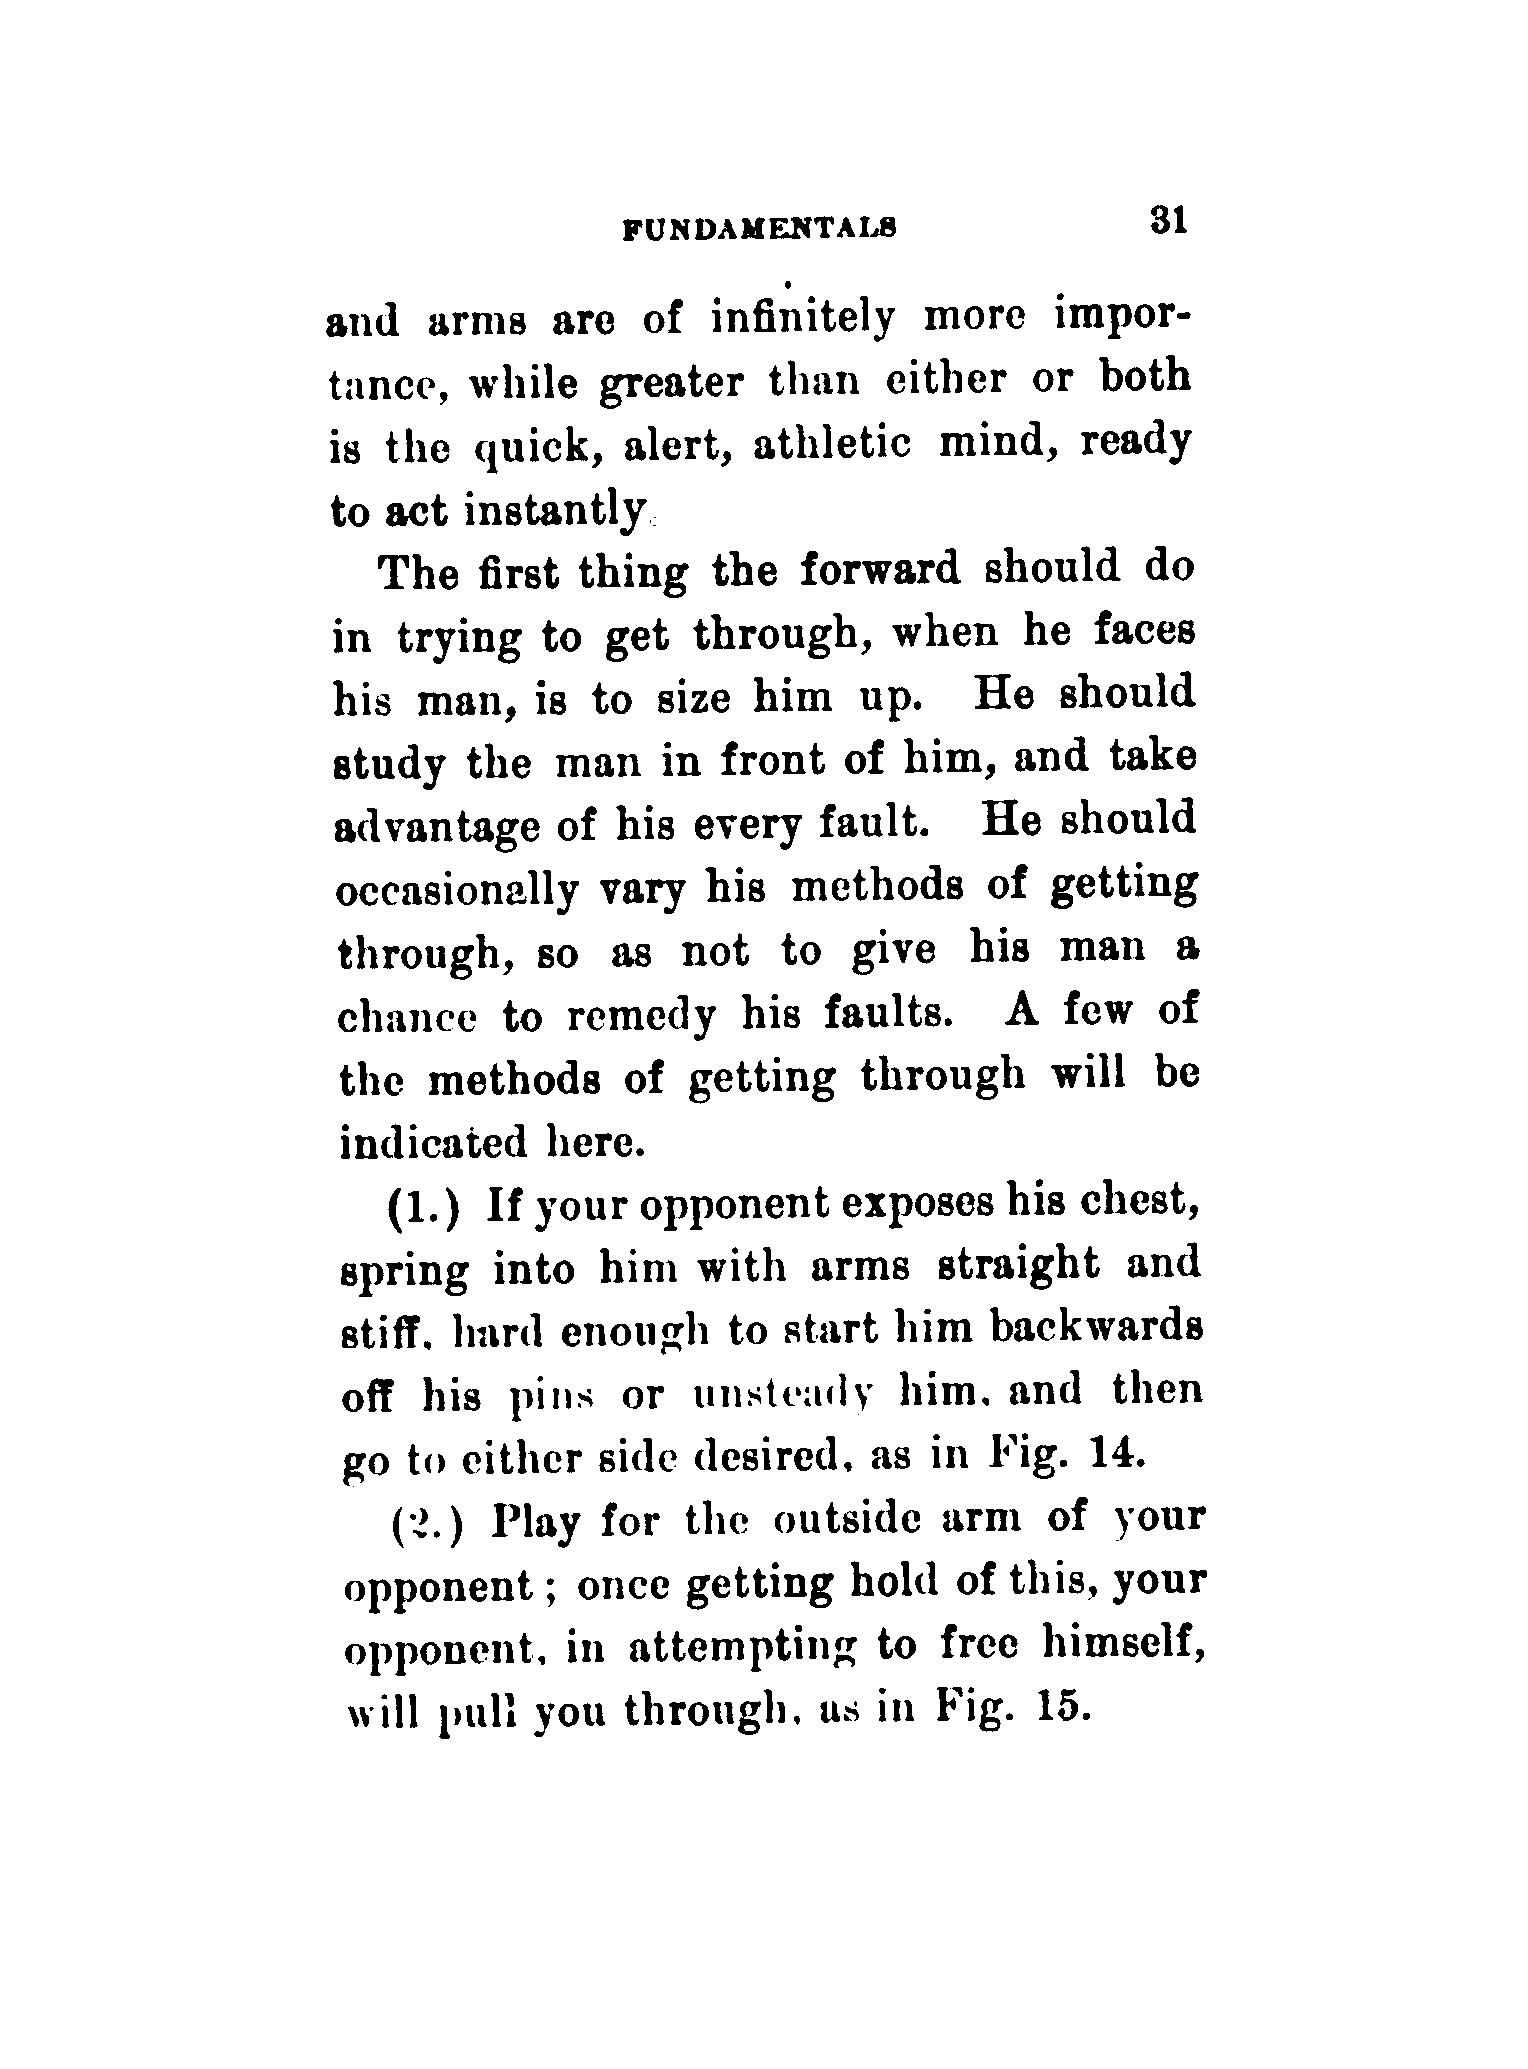 FUNDAMENTALS 31
and arms are of infinitely more impor-
tance, while greater than either or both
is the quick, alert, athletic mind, ready
to act instantly.
The first thing the forward should do
in trying to get through, when he faces
his man, is to size him up. He should
study the man in front of him, and take
advantage of his every fault. He should
occasionally vary his methods of getting
through, so as not to give his man a
chance to remedy his faults. A few of
the methods of getting through will be
indicated here.
(1.) If your opponent exposes his chest,
spring into him with arms straight and
stiff, hard enough to start him backwards
off his pins or unsteady him, and then
go to either side desired, as in Fig. 14.
(2.) Play for the outside arm of your
opponent ; once getting hold of this, your
opponent, in attempting to free himself,
will pull you through, as in Fig. 15.